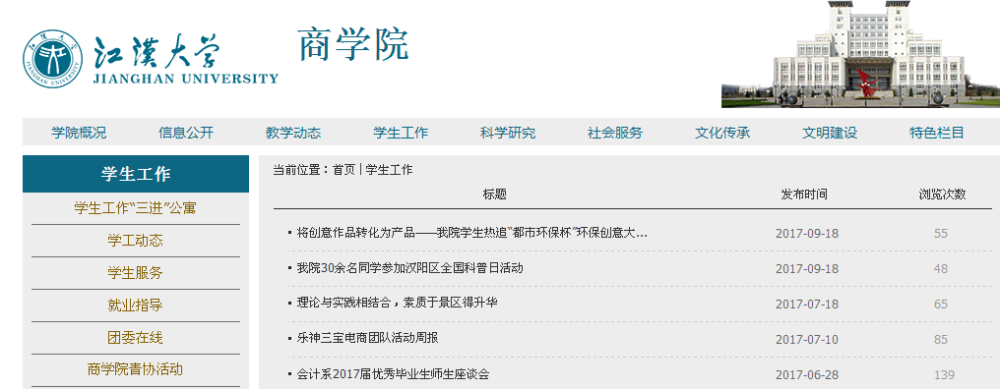 江漢大学
JIANGHAN UNIVERSITY
商学院
学院概况 信息公开 教学动态 学生工作 科学研究 社会服务 文化传承 文明建设 特色栏目
学生工作
学生工作“三进”公寓
学工动态
学生服务
就业指导
团委在线
商学院青协活动
当前位置：首页 | 学生工作
标题 发布时间 浏览次数
将创意作品转化为产品——我院学生热追“都市环保杯”环保创意大... 2017-09-18 55
我院30余名同学参加汉阳区全国科普日活动 2017-09-18 48
理论与实践相结合，素质于景区得升华 2017-07-18 65
乐神三宝电商团队活动周报 2017-07-10 85
会计系2017届优秀毕业生师生座谈会 2017-06-28 139